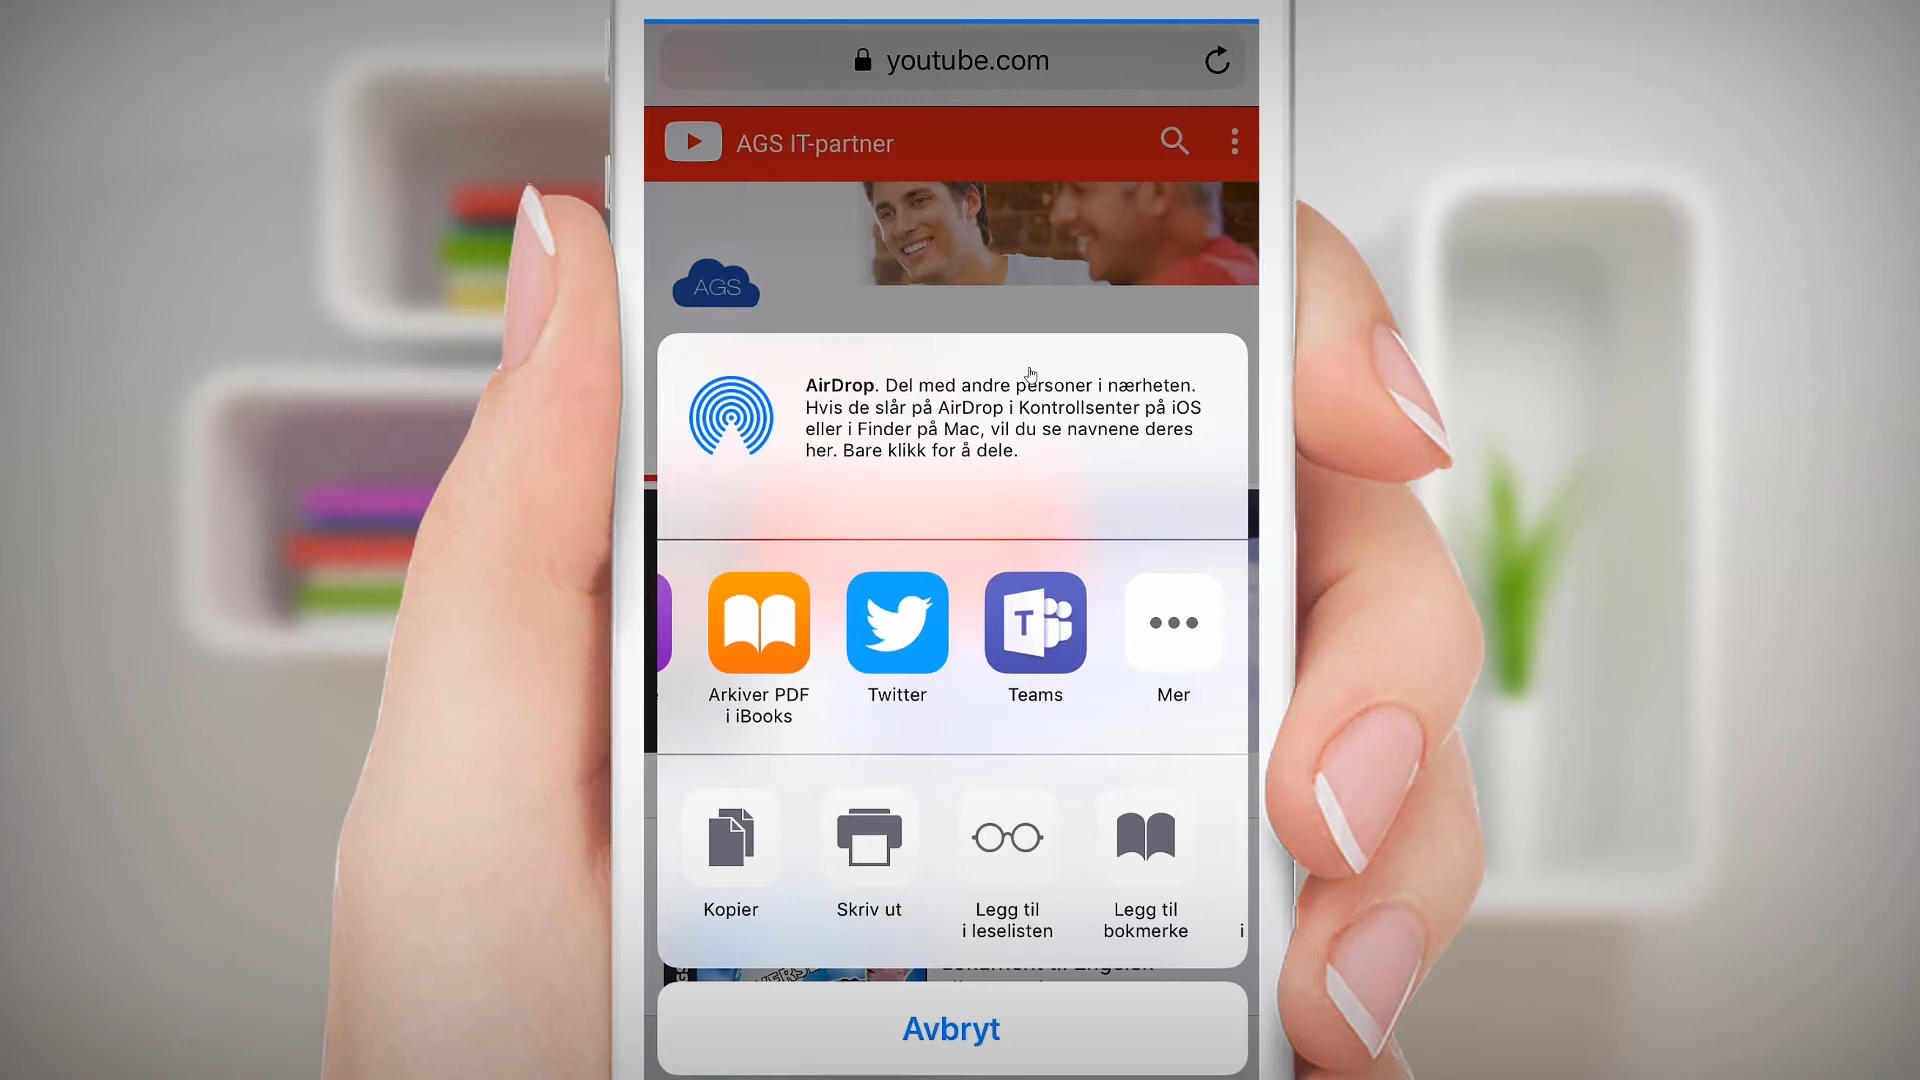 youtube.com
AGS IT-partner
AGS
AirDrop. Del med andre personer i nærheten.
Hvis de slår på AirDrop i Kontrollsenter på iOS
eller i Finder på Mac, vil du se navnene deres
her. Bare klikk for å dele.
Arkiver PDF
i iBooks
Twitter
Teams
Mer
Kopier
Skriv ut
Legg til
i leselisten
Legg til
bokmerke
Avbryt